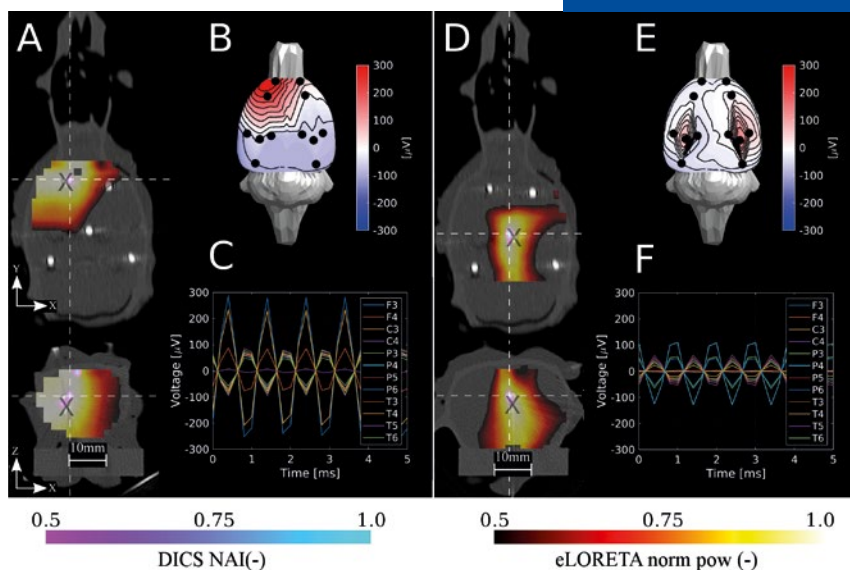 A
B
300
200
100
0
-100
-200
-300
[µV]
X
Y
X
C
300
200
100
0
-100
-200
-300
Voltage [µV]
0 1 2 3 4 5
Time [ms]
F3
F4
C3
C4
P3
P4
P5
P6
T3
T4
T5
T6
X
10mm
Z
X
D
E
300
200
100
0
-100
-200
-300
[µV]
X
F
300
200
100
0
-100
-200
-300
Voltage [µV]
0 1 2 3 4 5
Time [ms]
F3
F4
C3
C4
P3
P4
P5
P6
T3
T4
T5
T6
X
10mm
0.5 0.75 1.0
DICS NAI(-)
0.5 0.75 1.0
eLORETA norm pow (-)